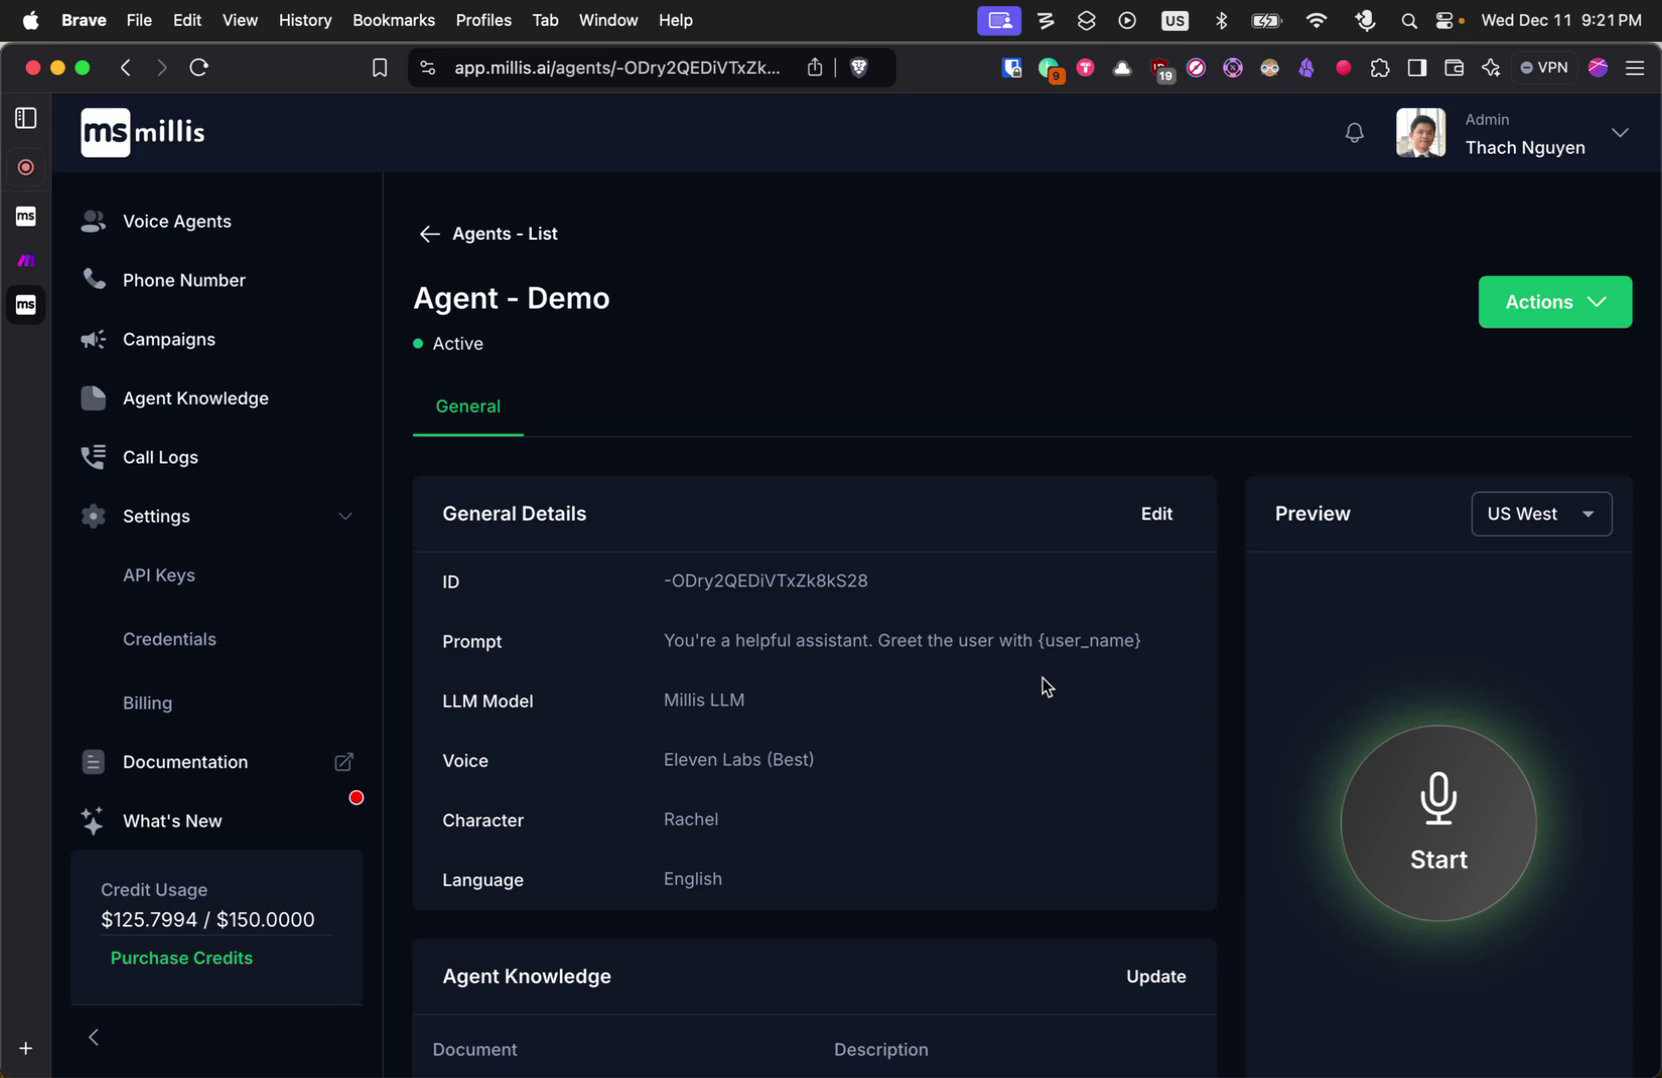 Brave File Edit View History Bookmarks Profiles Tab Window Help US Wed Dec 11 9:21 PM
app.millis.ai/agents/-ODry2QEDiVTxZk... 9 19 VPN
ms millis
Admin
Thach Nguyen
ms
ms
Voice Agents
Phone Number
Campaigns
Agent Knowledge
Call Logs
Settings
API Keys
Credentials
Billing
Documentation
What's New
Credit Usage
$125.7994 / $150.0000
Purchase Credits
Agents - List
Agent - Demo
Actions
Active
General
General Details Edit
ID -ODry2QEDiVTxZk8kS28
Prompt You're a helpful assistant. Greet the user with {user_name}
LLM Model Millis LLM
Voice Eleven Labs (Best)
Character Rachel
Language English
Agent Knowledge Update
Document Description
Preview US West
Start